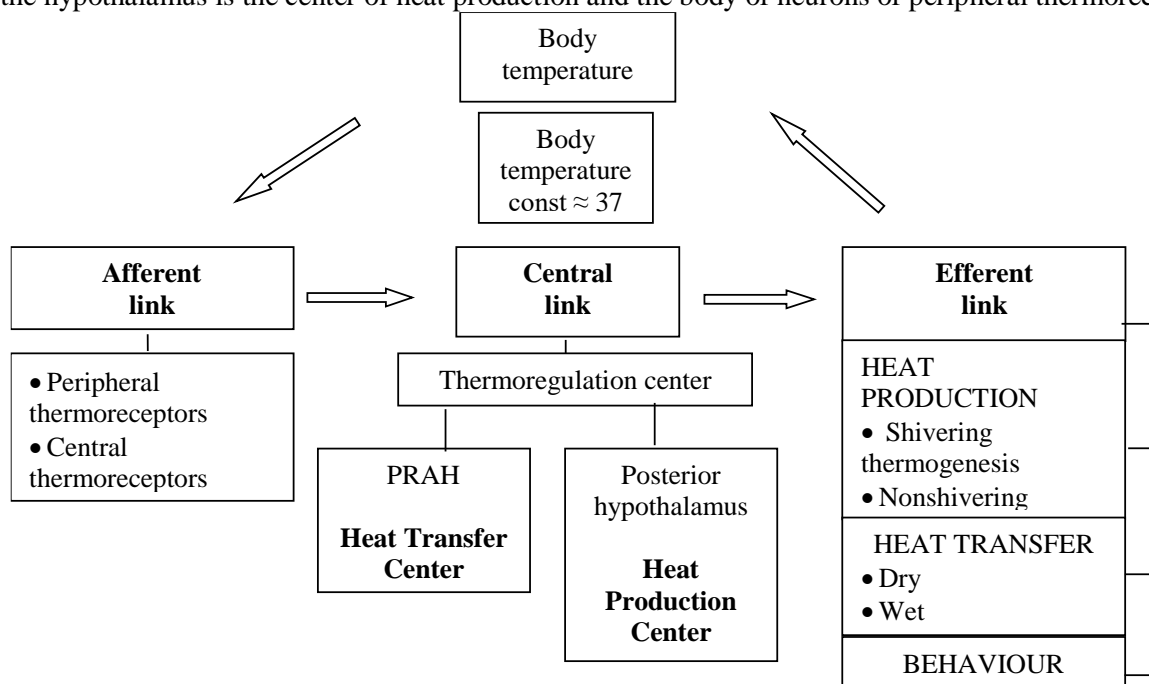 the hypothalamus is the center of heat production and the body of neurons of peripheral
Body
temperature
Body
temperature
const ≈ 37
Afferent
link
Central
link
Efferent
link
• Peripheral
thermoreceptors
• Central
thermoreceptors
Thermoregulation center
PRAH
Heat Transfer
Center
Posterior
hypothalamus
Heat
Production
Center
HEAT
PRODUCTION
• Shivering
thermogenesis
• Nonshivering
HEAT TRANSFER
• Dry
• Wet
BEHAVIOUR